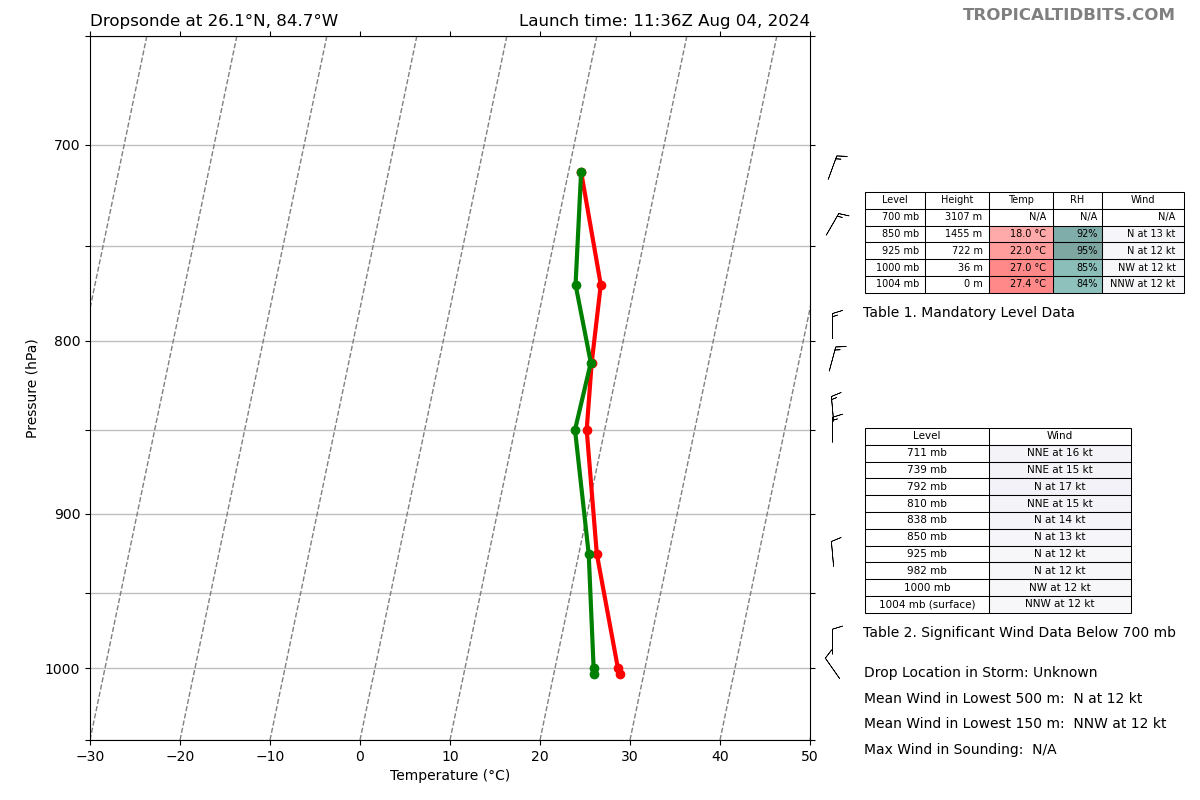 TROPICALTIDBITS.COM
Dropsonde at 26.1°N, 84.7°W
Launch time: 11:36Z Aug 04, 2024
700
800
900
1000
Pressure (hPa)
−30 −20 −10 0 10 20 30 40 50
Temperature (°C)
Level Height Temp RH Wind
700 mb 3107 m N/A N/A N/A
850 mb 1455 m 18.0 °C 92% N at 13 kt
925 mb 722 m 22.0 °C 95% N at 12 kt
1000 mb 36 m 27.0 °C 85% NW at 12 kt
1004 mb 0 m 27.4 °C 84% NNW at 12 kt
Table 1. Mandatory Level Data
Level Wind
711 mb NNE at 16 kt
739 mb NNE at 15 kt
792 mb N at 17 kt
810 mb NNE at 15 kt
838 mb N at 14 kt
850 mb N at 13 kt
925 mb N at 12 kt
982 mb N at 12 kt
1000 mb NW at 12 kt
1004 mb (surface) NNW at 12 kt
Table 2. Significant Wind Data Below 700 mb
Drop Location in Storm: Unknown
Mean Wind in Lowest 500 m: N at 12 kt
Mean Wind in Lowest 150 m: NNW at 12 kt
Max Wind in Sounding: N/A